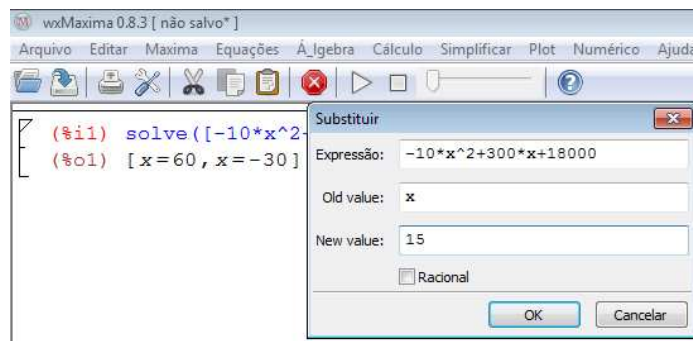 wxMaxima 0.8.3 [ não salvo* ]
Arquivo Editar Maxima Equações Á_lgebra Cálculo Simplificar Plot Numérico Ajuda
(%i1) solve([-10*x^2+
(%o1) [x=60,x=-30]
Substituir
Expressão: -10*x^2+300*x+18000
Old value: x
New value: 15
Racional
OK Cancelar